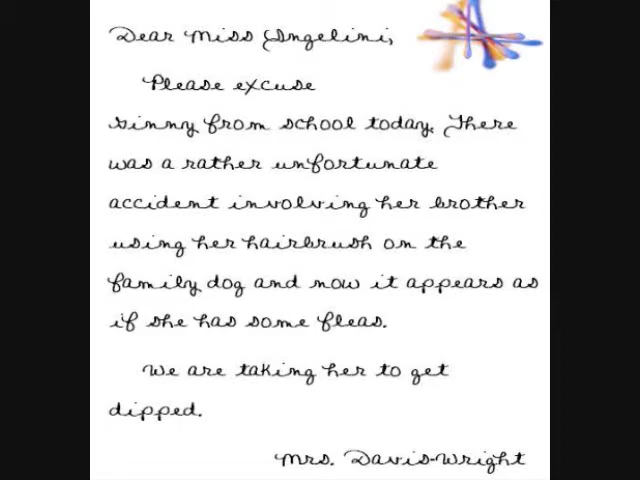 Dear Miss Angelini,
Please excuse
Ginny from school today. There
was a rather unfortunate
accident involving her brother
using her hairbrush on the
family dog and now it appears as
if she has some fleas.
We are taking her to get
dipped.
Mrs. Davis-Wright